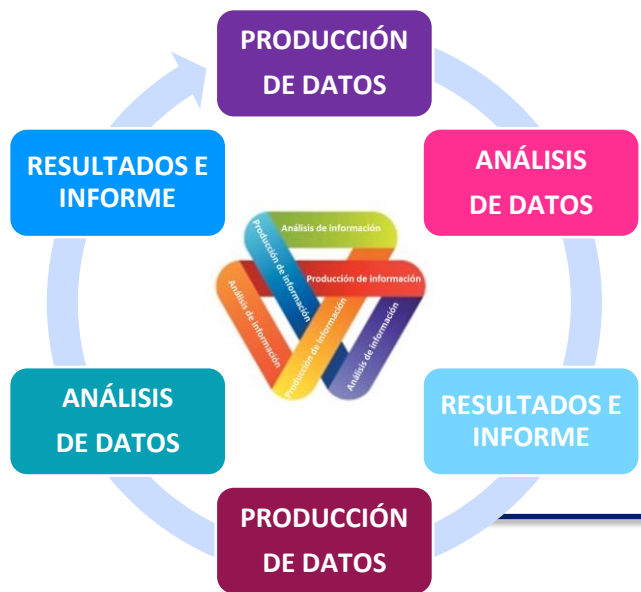 PRODUCCIÓN
DE DATOS
ANÁLISIS
DE DATOS
RESULTADOS E
INFORME
PRODUCCIÓN
DE DATOS
ANÁLISIS
DE DATOS
RESULTADOS E
INFORME
Análisis de información
Producción de información
Producción de información
Análisis de información
Producción de información
Análisis de información